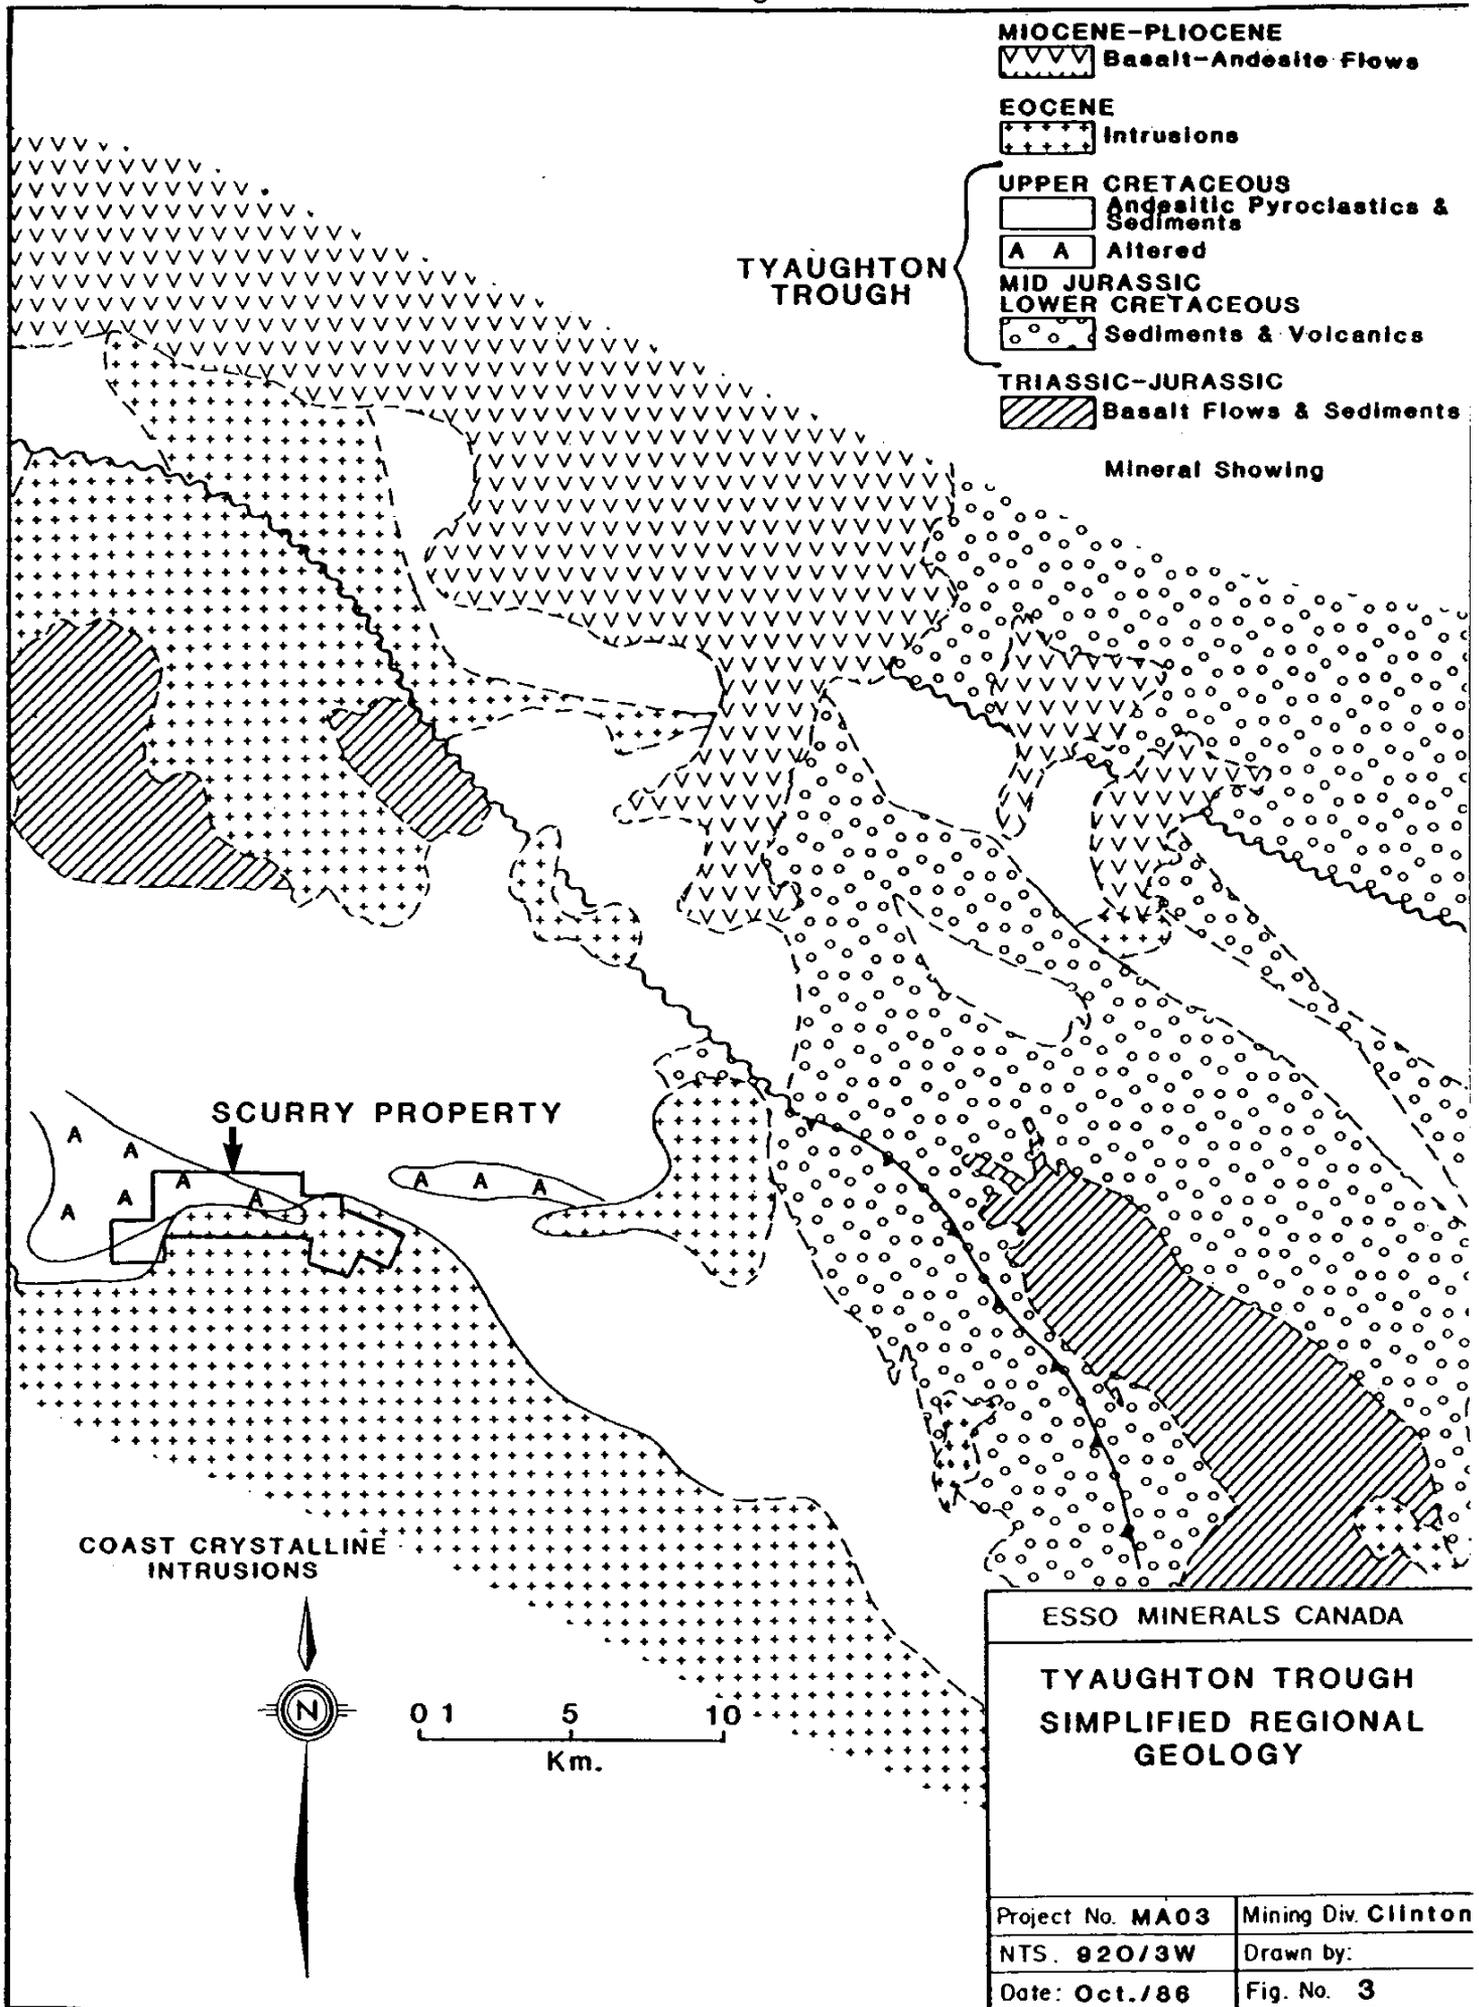 MIOCENE-PLIOCENE
Basalt-Andesite Flows
EOCENE
Intrusions
UPPER CRETACEOUS
Andesitic Pyroclastics &
Sediments
A A Altered
MID JURASSIC
LOWER CRETACEOUS
Sediments & Volcanics
TYAUGHTON
TROUGH
TRIASSIC-JURASSIC
Basalt Flows & Sediments
Mineral Showing
SCURRY PROPERTY
A
A
A
A
A
A
A A A
COAST CRYSTALLINE
INTRUSIONS
N
0 1 5 10
Km.
ESSO MINERALS CANADA
TYAUGHTON TROUGH
SIMPLIFIED REGIONAL
GEOLOGY
Project No. MA03
Mining Div. Clinton
NTS. 92O/3W
Drawn by:
Date: Oct./86
Fig. No. 3